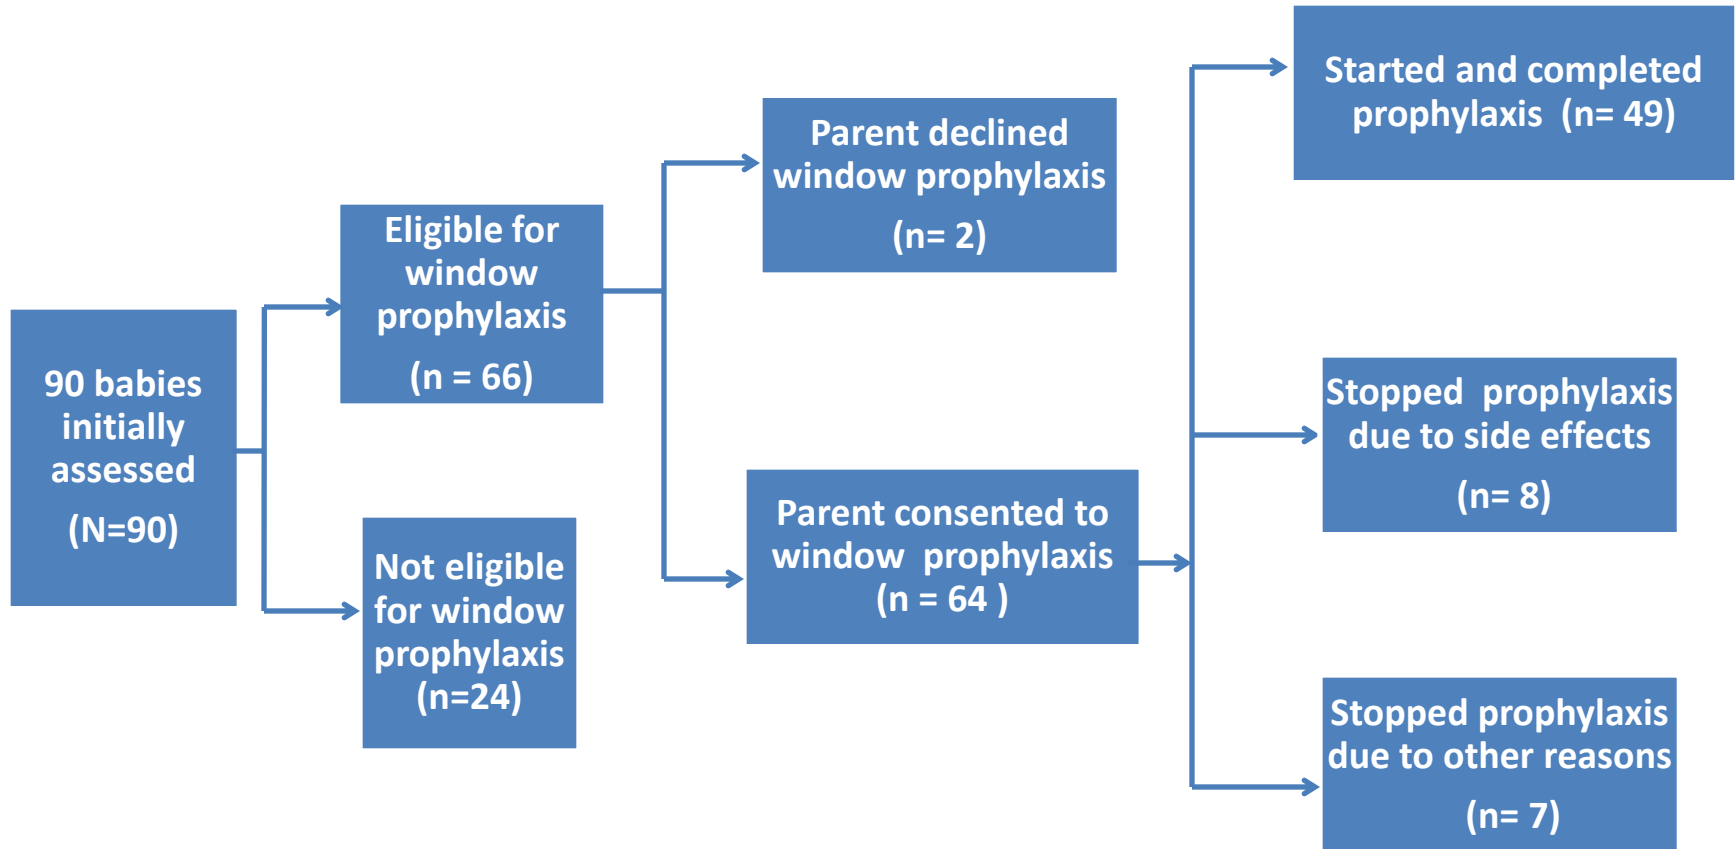 90 babies
initially
assessed
(N=90)
Eligible for
window
prophylaxis
(n = 66)
Not eligible
for window
prophylaxis
(n=24)
Parent declined
window prophylaxis
(n= 2)
Parent consented to
window  prophylaxis
(n = 64 )
Started and completed
prophylaxis  (n= 49)
Stopped  prophylaxis
due to side effects
(n= 8)
Stopped prophylaxis
due to other reasons
(n= 7)